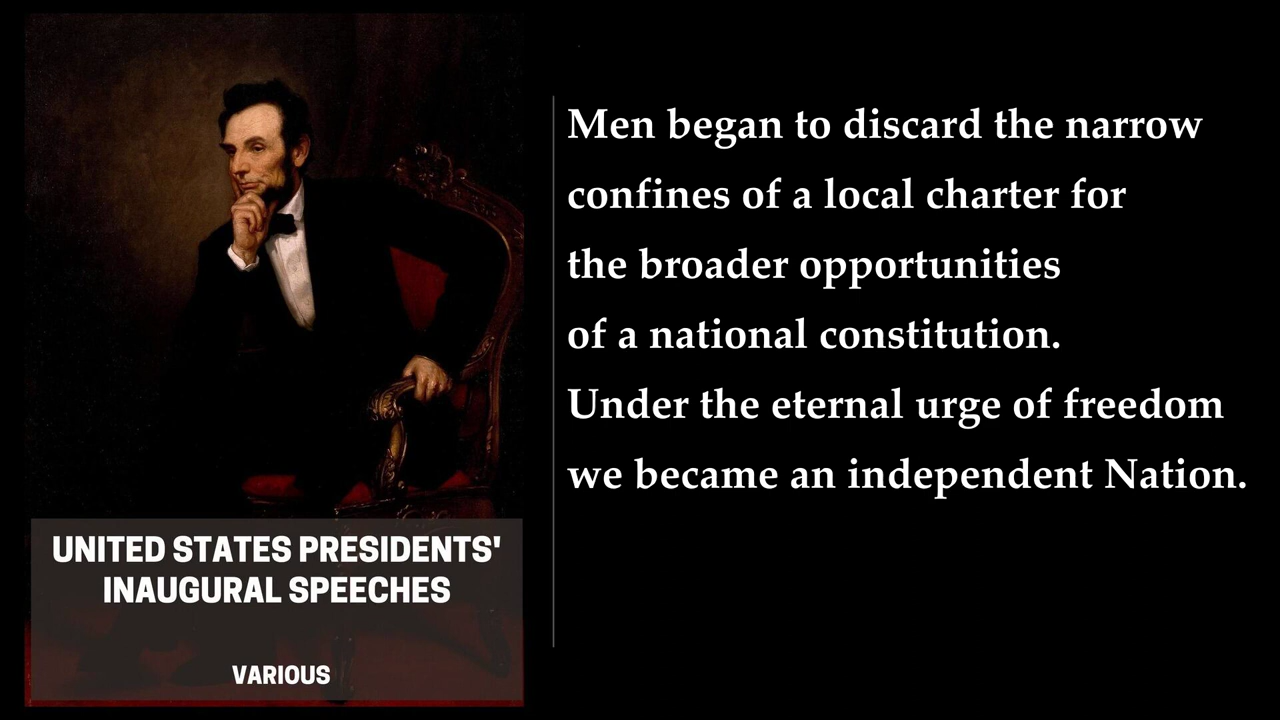 Men began to discard the narrow
confines of a local charter for
the broader opportunities
of a national constitution.
Under the eternal urge of freedom
we became an independent Nation.
UNITED STATES PRESIDENTS'
INAUGURAL SPEECHES
VARIOUS